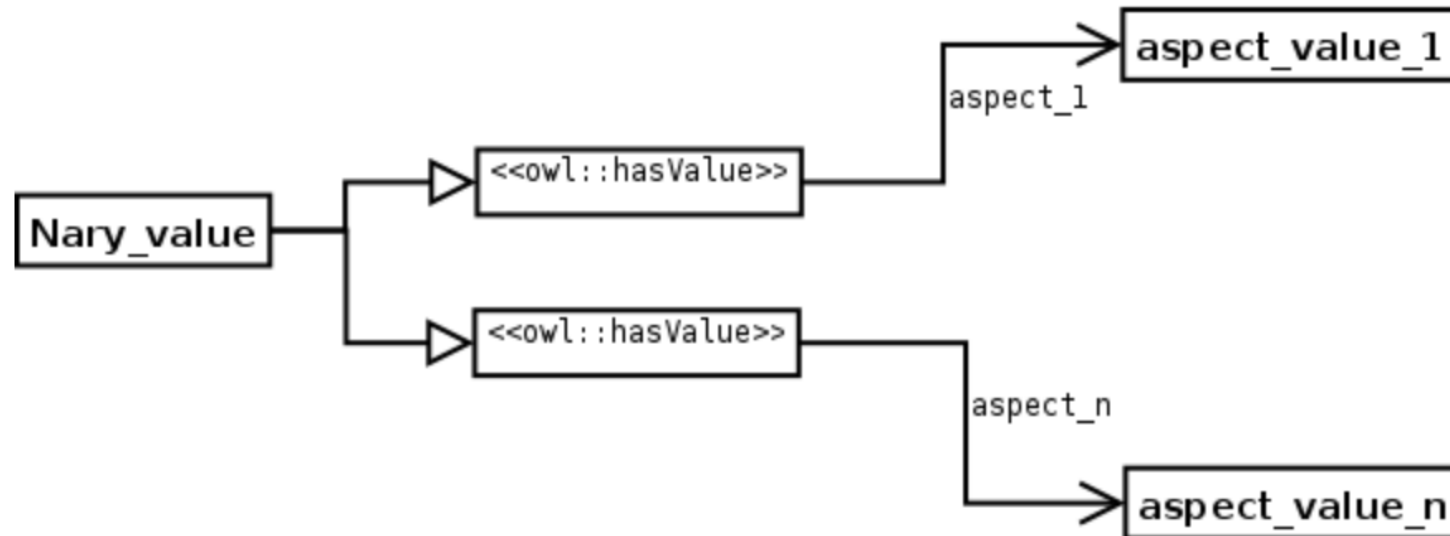 aspect_value_1
aspect_1
<<owl::hasValue>>
Nary_value
<<owl::hasValue>>
aspect_n
aspect_value_n